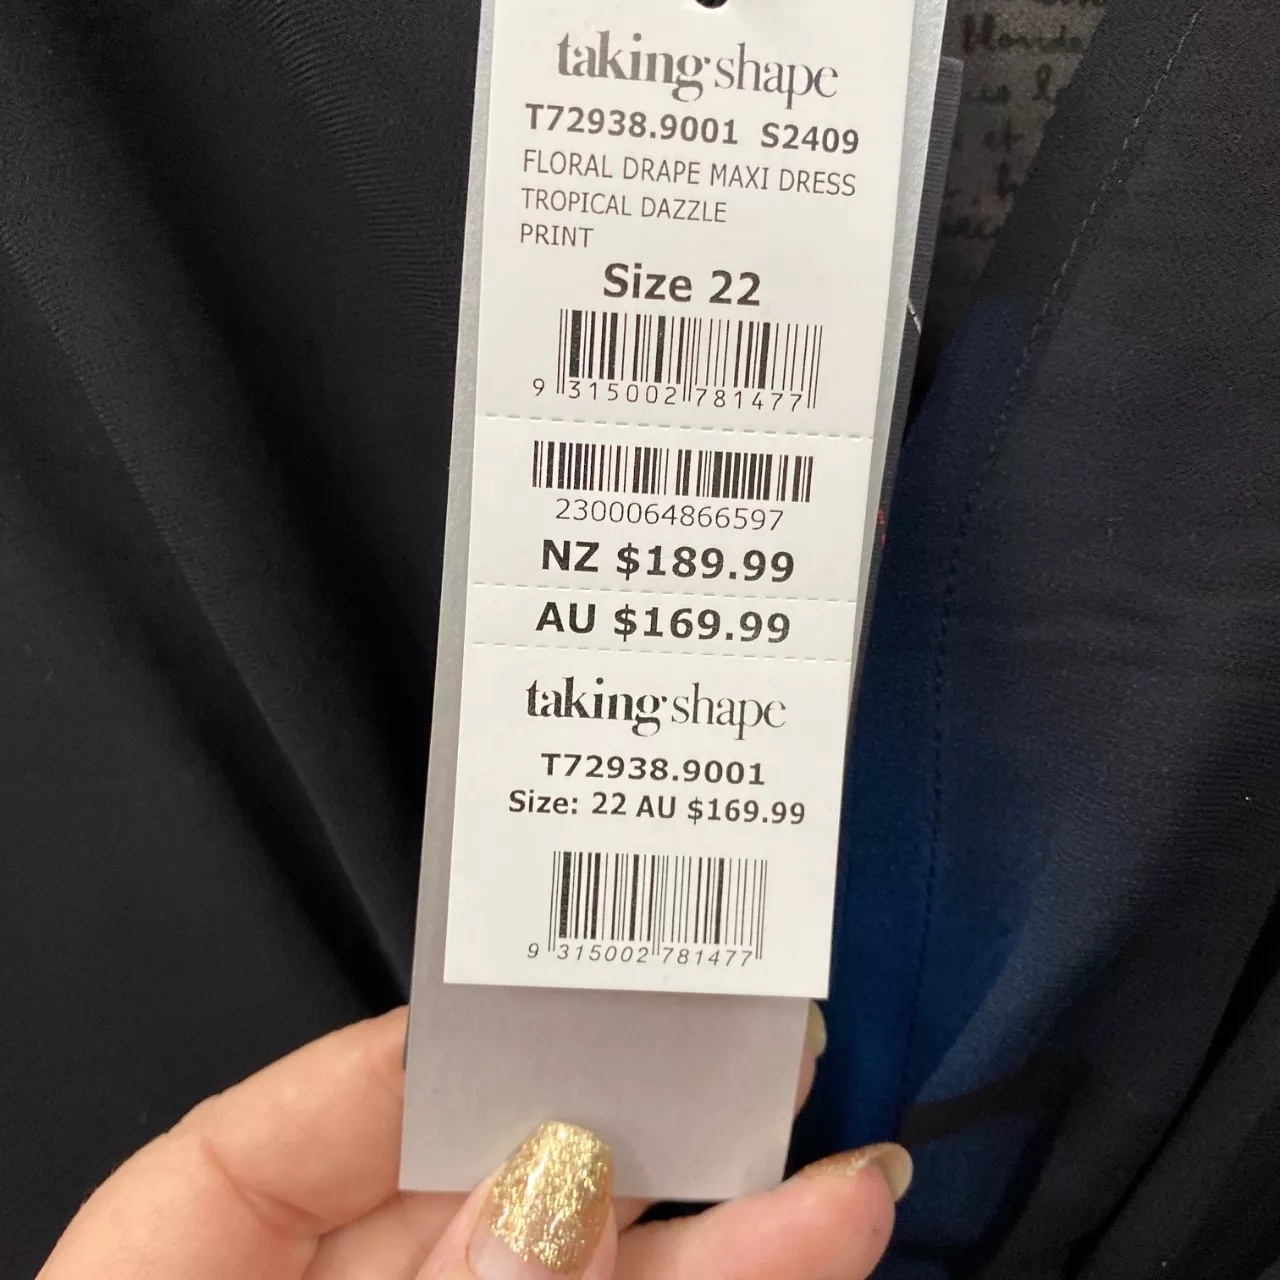 taking shape
T72938.9001 S2409
FLORAL DRAPE MAXI DRESS
TROPICAL DAZZLE
PRINT
Size 22
9 315002 781477
2300064866597
NZ $189.99
AU $169.99
taking shape
T72938.9001
Size: 22 AU $169.99
9 315002 781477